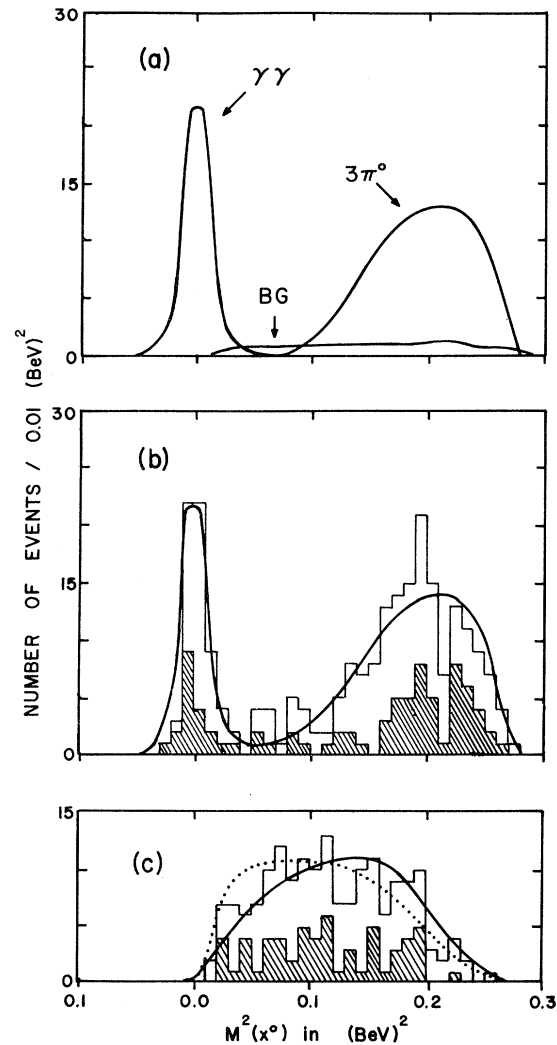 30
(a)
γγ
3π°
15
BG
0
NUMBER OF EVENTS / 0.01 (BeV)²
30
(b)
15
0
15
(c)
0
0.1 0.0 0.1 0.2 0.3
M²(x°) in (BeV)²